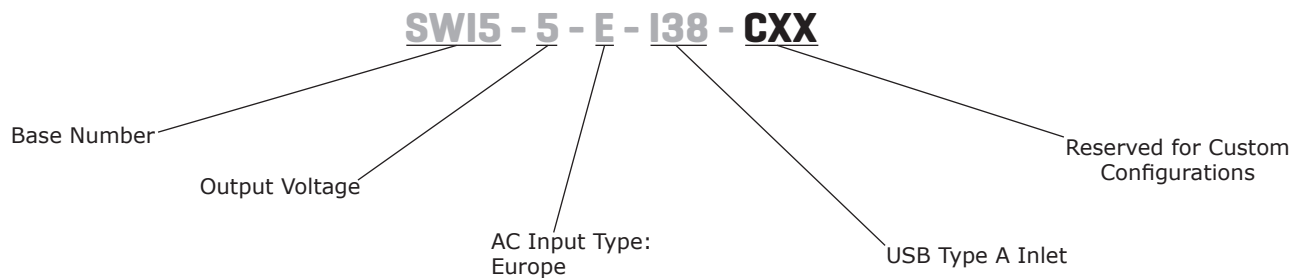 SWI5 - 5 - E - I38 - CXX
Base Number
Reserved for Custom
Configurations
Output Voltage
AC Input Type:
Europe
USB Type A Inlet